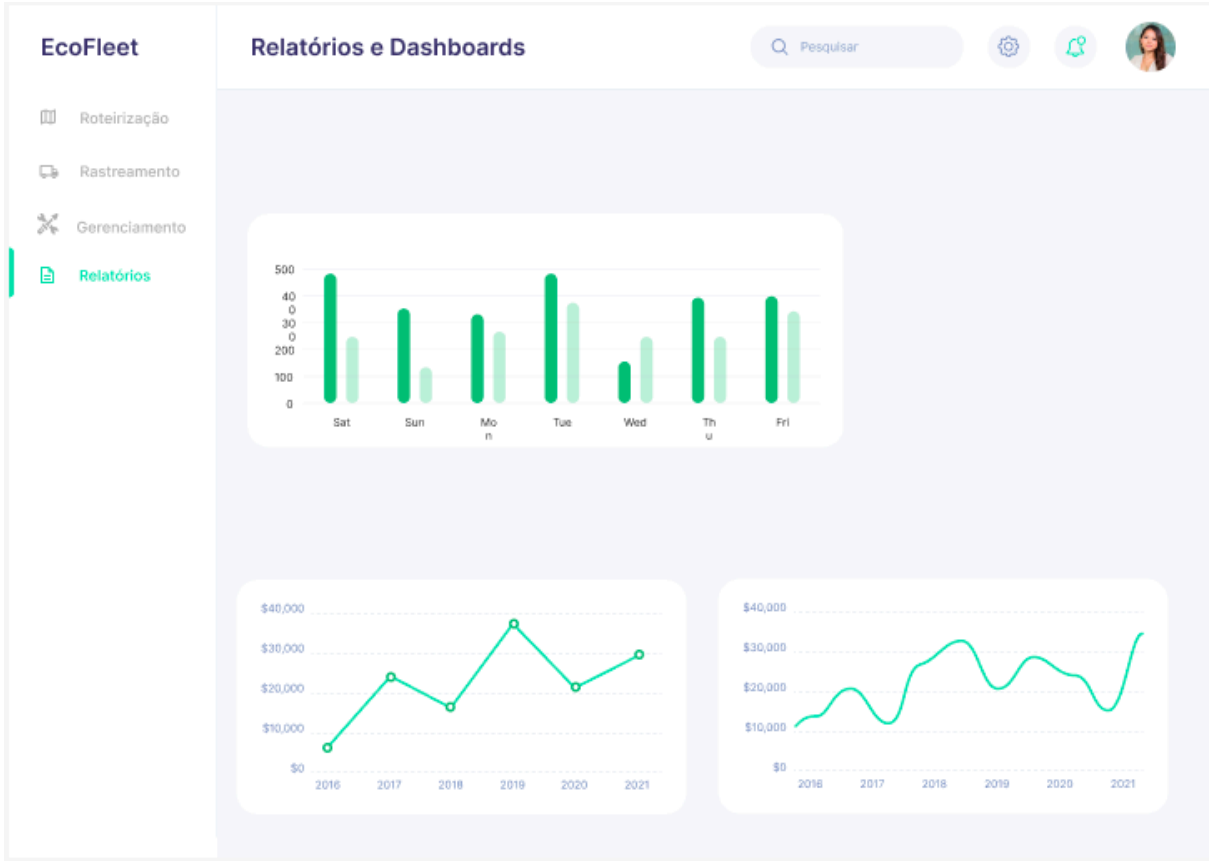 EcoFleet
Relatórios e Dashboards
Pesquisar
Roteirização
Rastreamento
Gerenciamento
Relatórios
500
40
0
30
0
200
100
0
Sat
Sun
Mo
n
Tue
Wed
Th
u
Fri
$40,000
$30,000
$20,000
$10,000
$0
2016
2017
2018
2019
2020
2021
$40,000
$30,000
$20,000
$10,000
$0
2016
2017
2018
2019
2020
2021